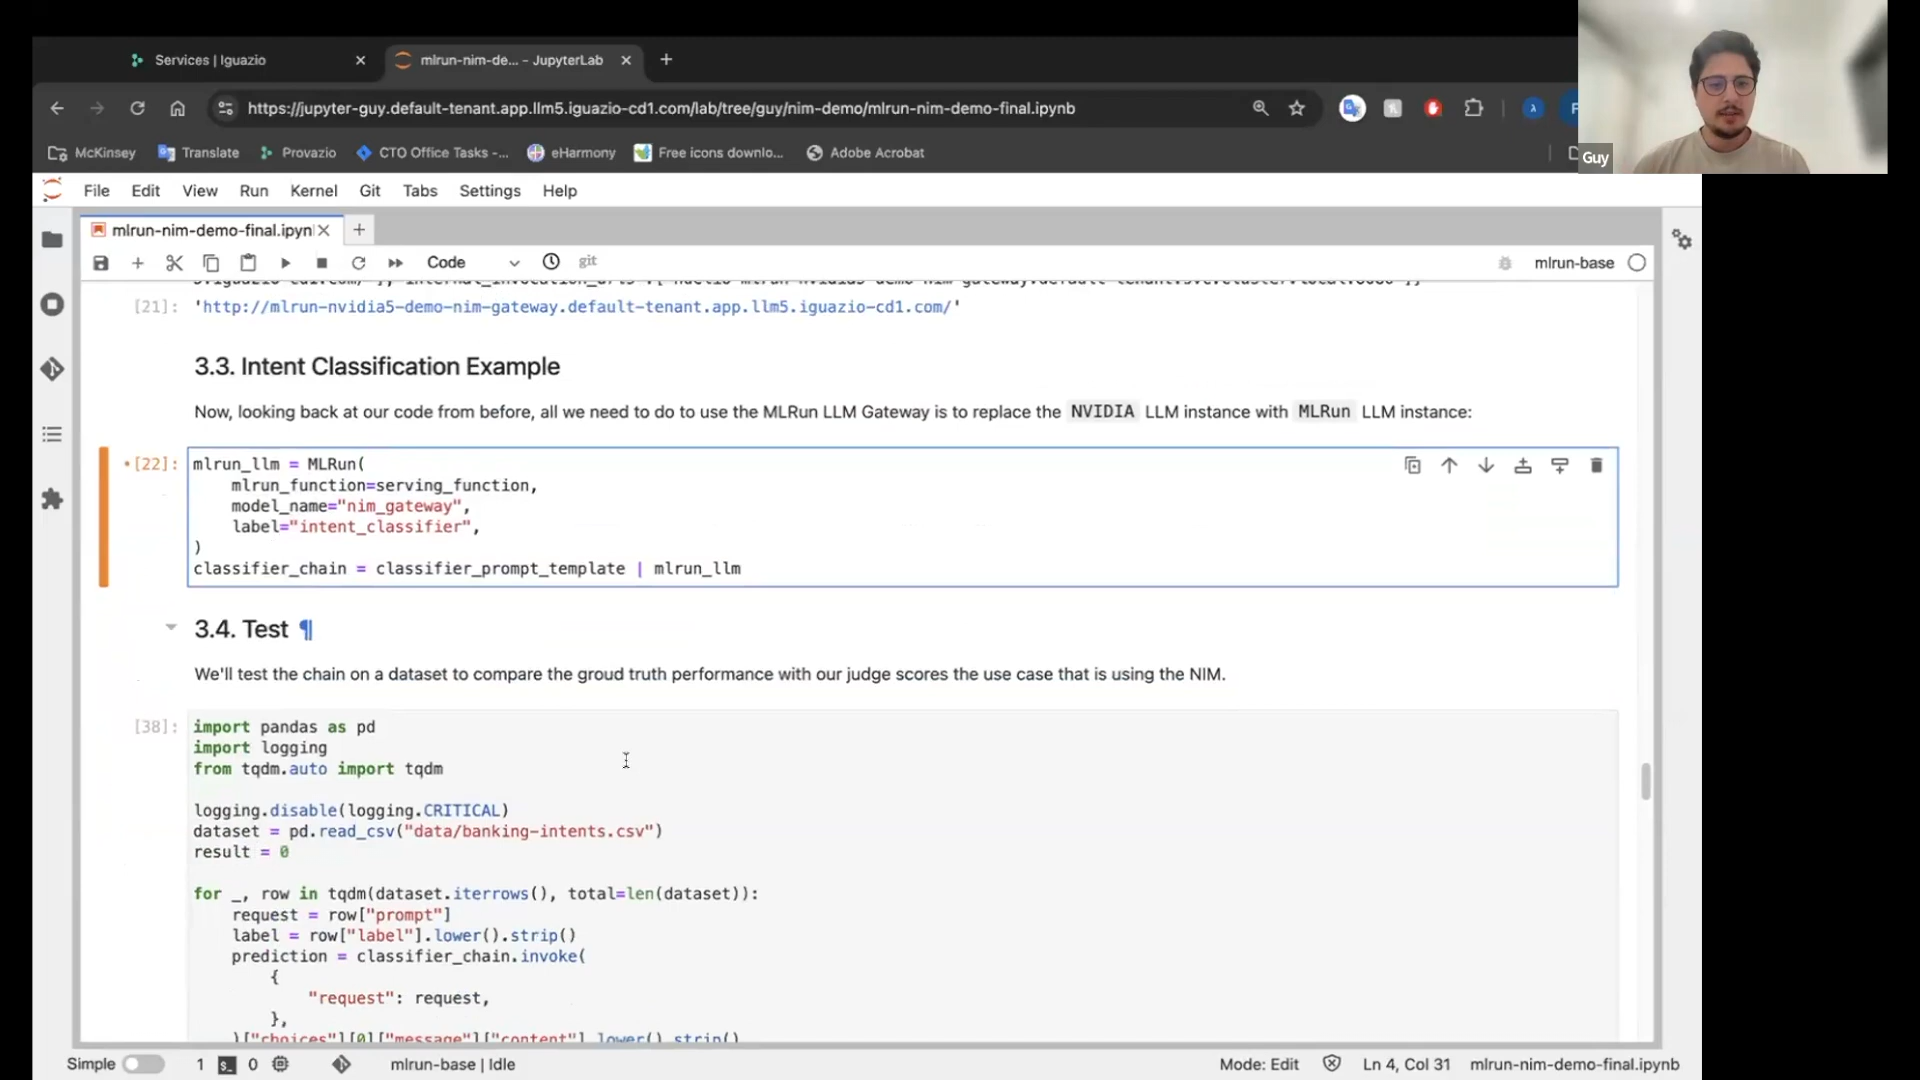 Services | Iguazio
mlrun-nim-de... – JupyterLab
https://jupyter-guy.default-tenant.app.llm5.iguazio-cd1.com/lab/tree/guy/nim-demo/mlrun-nim-demo-final.ipynb
McKinsey Translate Provazio CTO Office Tasks -... eHarmony Free icons downlo... Adobe Acrobat
Guy
File Edit View Run Kernel Git Tabs Settings Help
mlrun-nim-demo-final.ipyn
Code git mlrun-base
[21]: 'http://mlrun-nvidia5-demo-nim-gateway.default-tenant.app.llm5.iguazio-cd1.com/'
3.3. Intent Classification Example
Now, looking back at our code from before, all we need to do to use the MLRun LLM Gateway is to replace the NVIDIA LLM instance with MLRun LLM instance:
[22]: mlrun_llm = MLRun(
mlrun_function=serving_function,
model_name="nim_gateway",
label="intent_classifier",
)
classifier_chain = classifier_prompt_template | mlrun_llm
3.4. Test ¶
We'll test the chain on a dataset to compare the groud truth performance with our judge scores the use case that is using the NIM.
[38]: import pandas as pd
import logging
from tqdm.auto import tqdm
logging.disable(logging.CRITICAL)
dataset = pd.read_csv("data/banking-intents.csv")
result = 0
for _, row in tqdm(dataset.iterrows(), total=len(dataset)):
request = row["prompt"]
label = row["label"].lower().strip()
prediction = classifier_chain.invoke(
{
"request": request,
},
)["choices"][0]["message"]["content"].lower().strip()
Simple 1 0 mlrun-base | Idle Mode: Edit Ln 4, Col 31 mlrun-nim-demo-final.ipynb